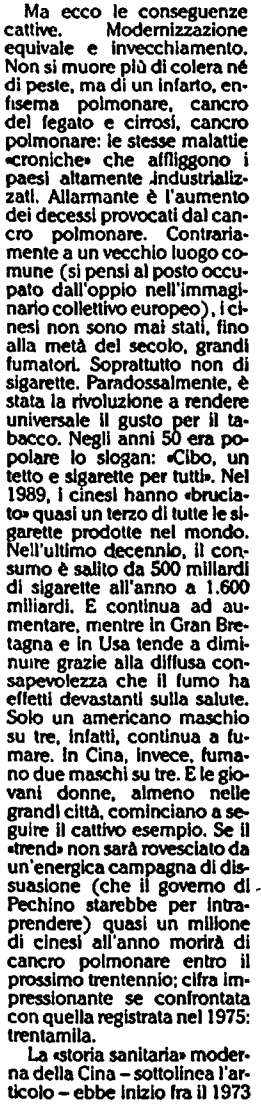 Ma ecco le conseguenze
cattive. Modernizzazione
equivale e invecchiamento.
Non si muore più di colera né
di peste, ma di un infarto, en-
fisema polmonare, cancro
del fegato e cirrosi, cancro
polmonare: le stesse malattie
«croniche» che affliggono i
paesi altamente industrializ-
zati. Allarmante è l'aumento
dei decessi provocati dal can-
cro polmonare. Contraria-
mente a un vecchio luogo co-
mune (si pensi al posto occu-
pato dall'oppio nell'immagi-
nario collettivo europeo), i ci-
nesi non sono mai stati, fino
alla metà del secolo, grandi
fumatori. Soprattutto non di
sigarette. Paradossalmente, è
stata la rivoluzione a rendere
universale il gusto per il ta-
bacco. Negli anni 50 era po-
polare lo slogan: «Cibo, un
tetto e sigarette per tutti». Nel
1989, i cinesi hanno «brucia-
to» quasi un terzo di tutte le si-
garette prodotte nel mondo.
Nell'ultimo decennio, il con-
sumo è salito da 500 miliardi
di sigarette all'anno a 1.600
miliardi. E continua ad au-
mentare, mentre in Gran Bre-
tagna e in Usa tende a dimi-
nuire grazie alla diffusa con-
sapevolezza che il fumo ha
effetti devastanti sulla salute.
Solo un americano maschio
su tre, infatti, continua a fu-
mare. In Cina, invece, fuma-
no due maschi su tre. E le gio-
vani donne, almeno nelle
grandi città, cominciano a se-
guire il cattivo esempio. Se il
«trend» non sarà rovesciato da
un'energica campagna di dis-
suasione (che il governo di
Pechino starebbe per intra-
prendere) quasi un milione
di cinesi all'anno morirà di
cancro polmonare entro il
prossimo trentennio; cifra im-
pressionante se confrontata
con quella registrata nel 1975:
trentamila.
La «storia sanitaria» moder-
na della Cina – sottolinea l'ar-
ticolo – ebbe inizio fra il 1973